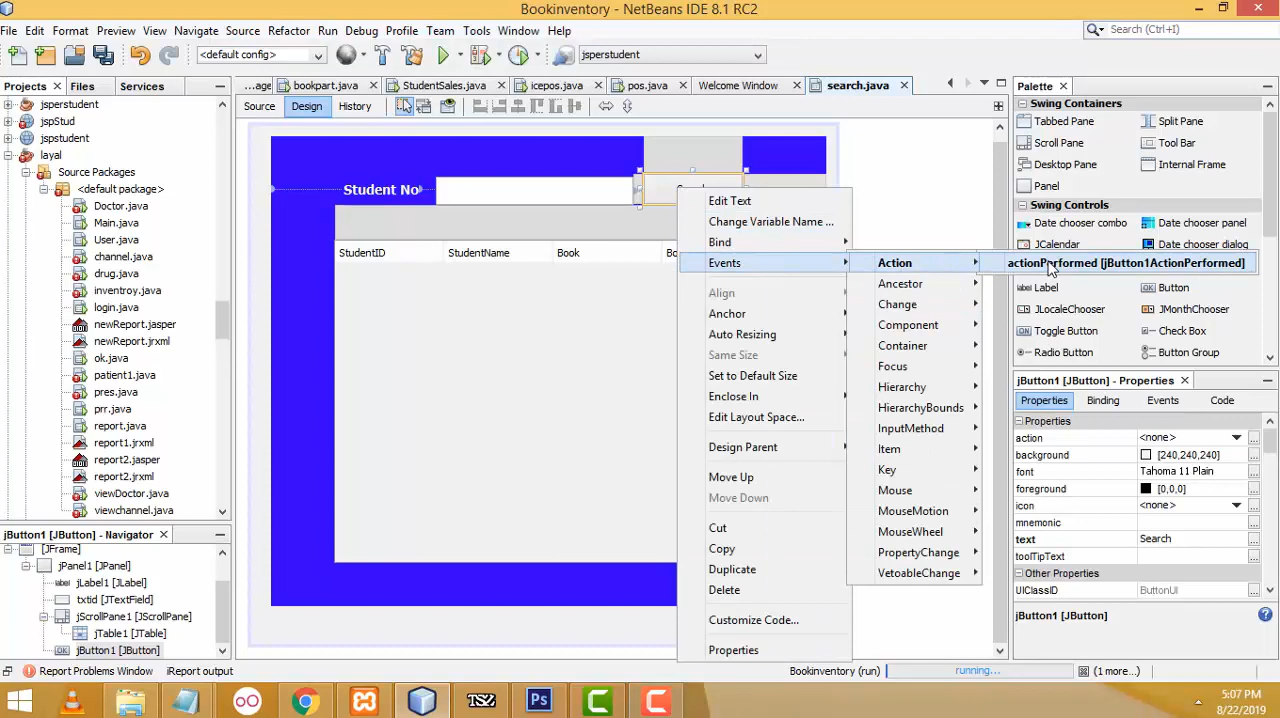 Bookinventory - NetBeans IDE 8.1 RC2
File Edit View Navigate Source Refactor Run Debug Profile Team Tools Window Help
Search (Ctrl+I)
<default config>
jsperstudent
Projects Files Services
...age bookpart.java StudentSales.java icepos.java pos.java Welcome Window search.java
Source Design History
jsperstudent
jspStud
jspstudent
layal
Source Packages
<default package>
Doctor.java
Main.java
User.java
channel.java
drug.java
inventroy.java
login.java
newReport.jasper
newReport.jrxml
ok.java
patient1.java
pres.java
prr.java
report.java
report1.jrxml
report2.jasper
report2.jrxml
viewDoctor.java
viewchannel.java
jButton1 [JButton] - Navigator
[JFrame]
jPanel1 [JPanel]
jLabel1 [JLabel]
txtid [JTextField]
jScrollPane1 [JScrollPane]
jTable1 [JTable]
jButton1 [JButton]
Student No
StudentID StudentName Book
Edit Text
Change Variable Name ...
Bind
Events
Align
Anchor
Auto Resizing
Same Size
Set to Default Size
Enclose In
Edit Layout Space...
Design Parent
Move Up
Move Down
Cut
Copy
Duplicate
Delete
Customize Code...
Properties
Action
Ancestor
Change
Component
Container
Focus
Hierarchy
HierarchyBounds
InputMethod
Item
Key
Mouse
MouseMotion
MouseWheel
PropertyChange
VetoableChange
actionPerformed [jButton1ActionPerformed]
Palette
Swing Containers
Tabbed Pane Split Pane
Scroll Pane Tool Bar
Desktop Pane Internal Frame
Panel
Swing Controls
Date chooser combo Date chooser panel
JCalendar Date chooser dialog
Label Button
JLocaleChooser JMonthChooser
Toggle Button Check Box
Radio Button Button Group
jButton1 [JButton] - Properties
Properties Binding Events Code
Properties
action <none>
background [240,240,240]
font Tahoma 11 Plain
foreground [0,0,0]
icon <none>
mnemonic
text Search
toolTipText
Other Properties
UIClassID ButtonUI
jButton1 [JButton]
Report Problems Window iReport output
Bookinventory (run) running... (1 more...)
5:07 PM
8/22/2019